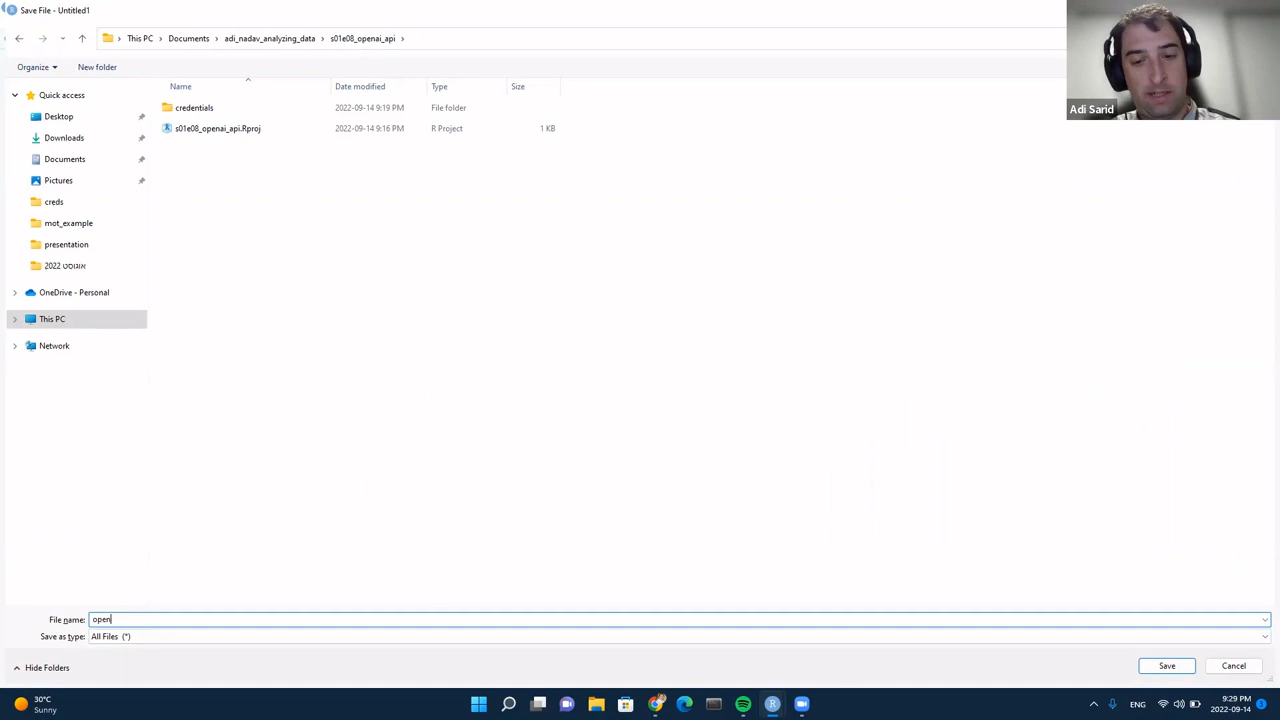 Save File - Untitled1
This PC > Documents > adi_nadav_analyzing_data > s01e08_openai_api >
Organize New folder
Name Date modified Type Size
Quick access
Desktop
Downloads
Documents
Pictures
creds
mot_example
presentation
אוגוסט 2022
OneDrive - Personal
This PC
Network
credentials 2022-09-14 9:19 PM File folder
s01e08_openai_api.Rproj 2022-09-14 9:16 PM R Project 1 KB
Adi Sarid
File name: open
Save as type: All Files (*)
Hide Folders
Save Cancel
30°C
Sunny
ENG
9:29 PM
2022-09-14